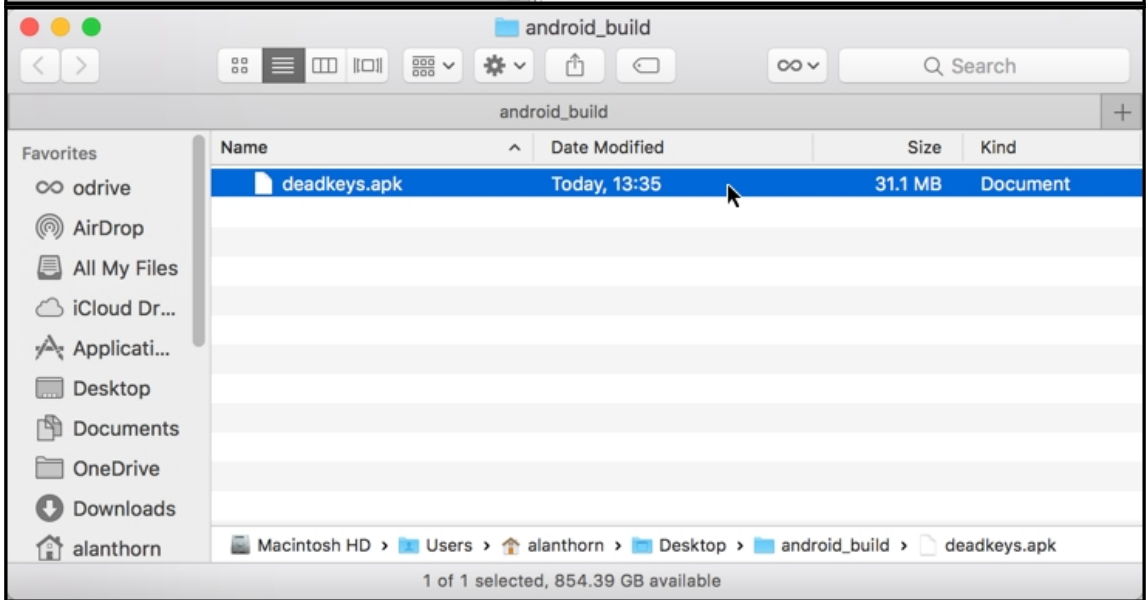 android_build
Search
android_build
Favorites
odrive
AirDrop
All My Files
iCloud Dr...
Applicati...
Desktop
Documents
OneDrive
Downloads
alanthorn
Name Date Modified Size Kind
deadkeys.apk Today, 13:35 31.1 MB Document
Macintosh HD › Users › alanthorn › Desktop › android_build › deadkeys.apk
1 of 1 selected, 854.39 GB available